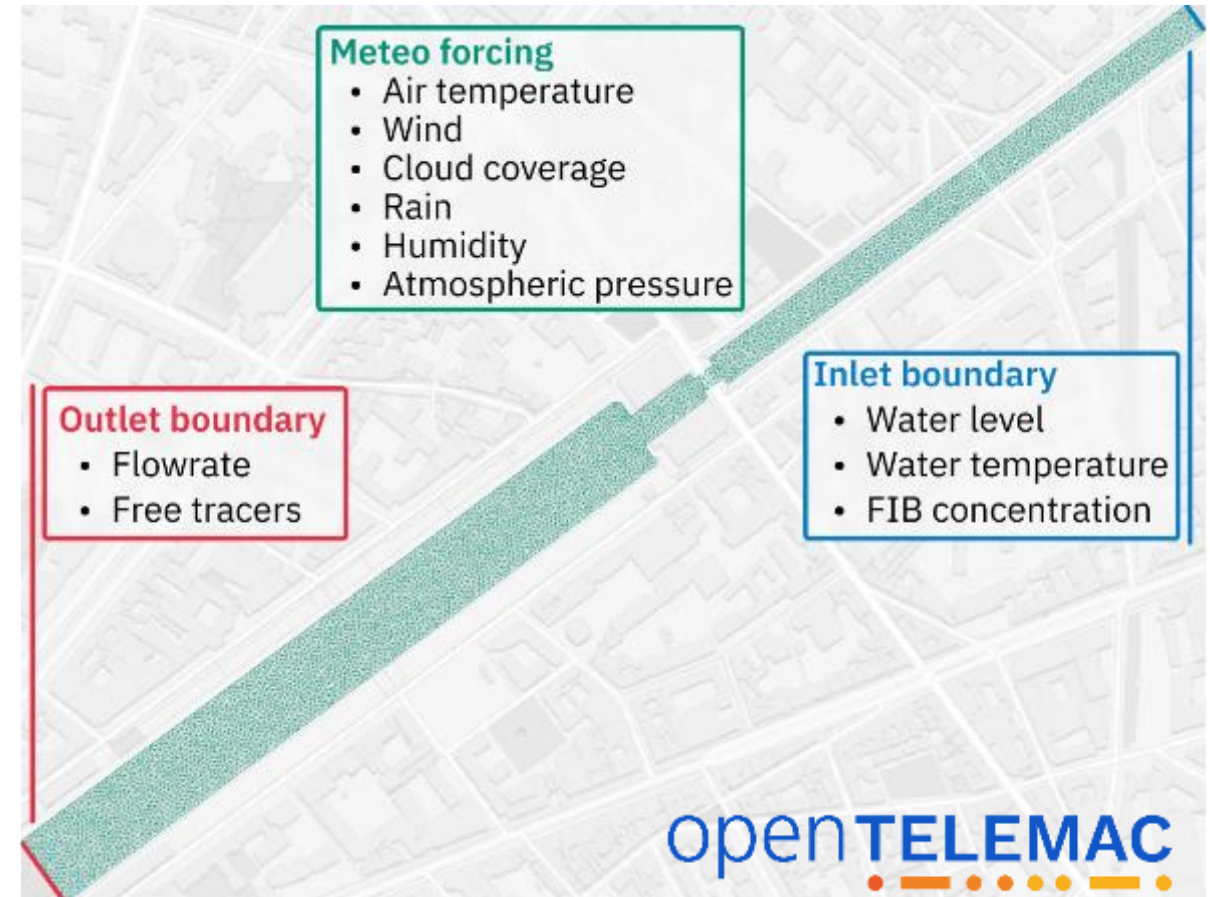 Meteo forcing
• Air temperature
• Wind
• Cloud coverage
• Rain
• Humidity
• Atmospheric pressure
Outlet boundary
• Flowrate
• Free tracers
Inlet boundary
• Water level
• Water temperature
• FIB concentration
openTELEMAC